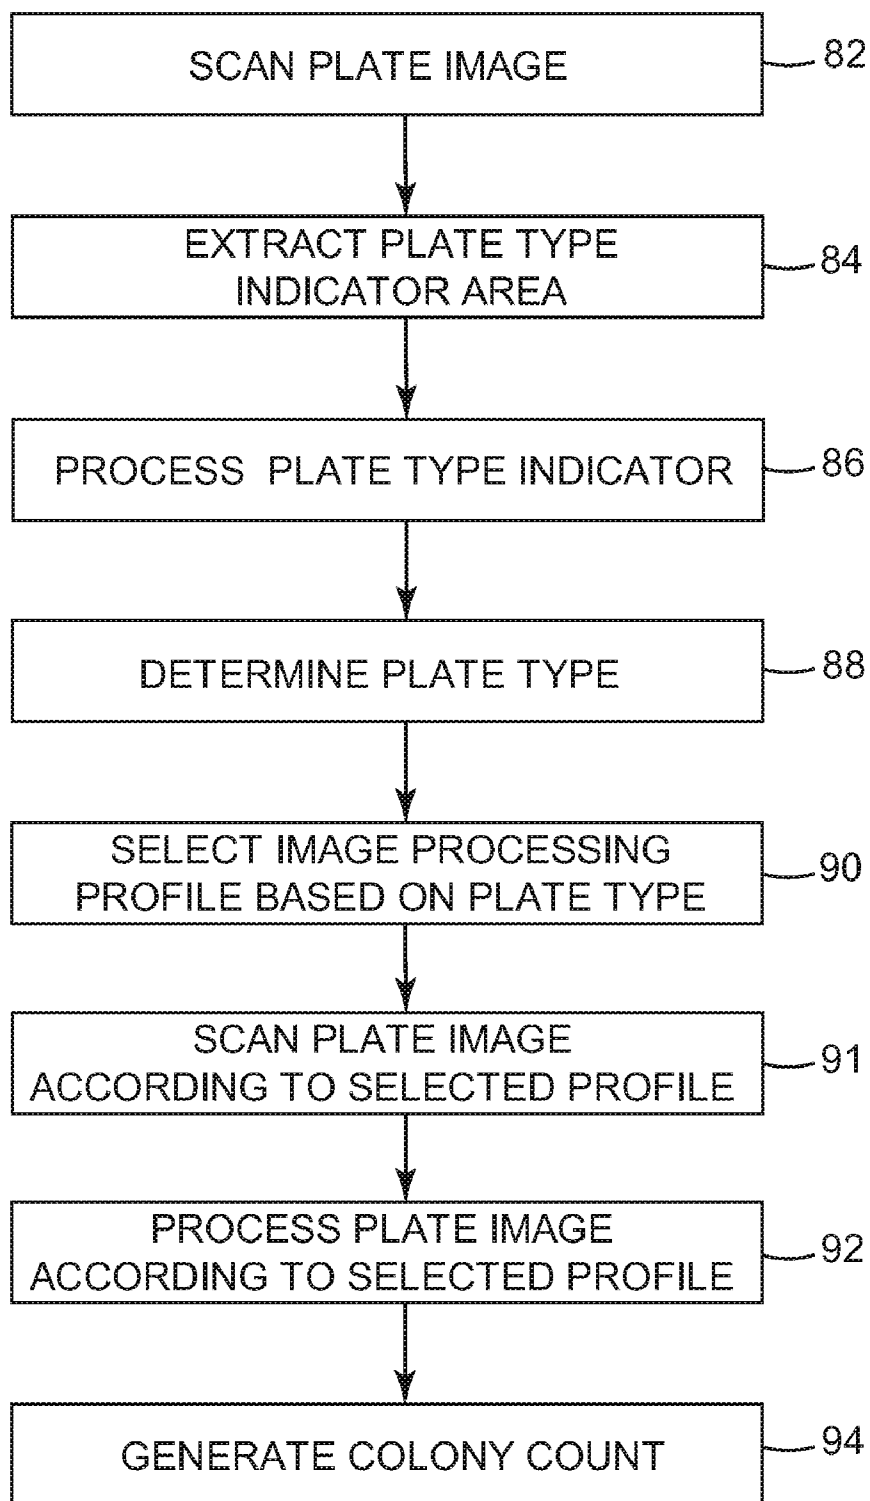 SCAN PLATE IMAGE
82
EXTRACT PLATE TYPE
INDICATOR AREA
84
PROCESS PLATE TYPE INDICATOR
86
DETERMINE PLATE TYPE
88
SELECT IMAGE PROCESSING
PROFILE BASED ON PLATE TYPE
90
SCAN PLATE IMAGE
ACCORDING TO SELECTED PROFILE
91
PROCESS PLATE IMAGE
ACCORDING TO SELECTED PROFILE
92
GENERATE COLONY COUNT
94